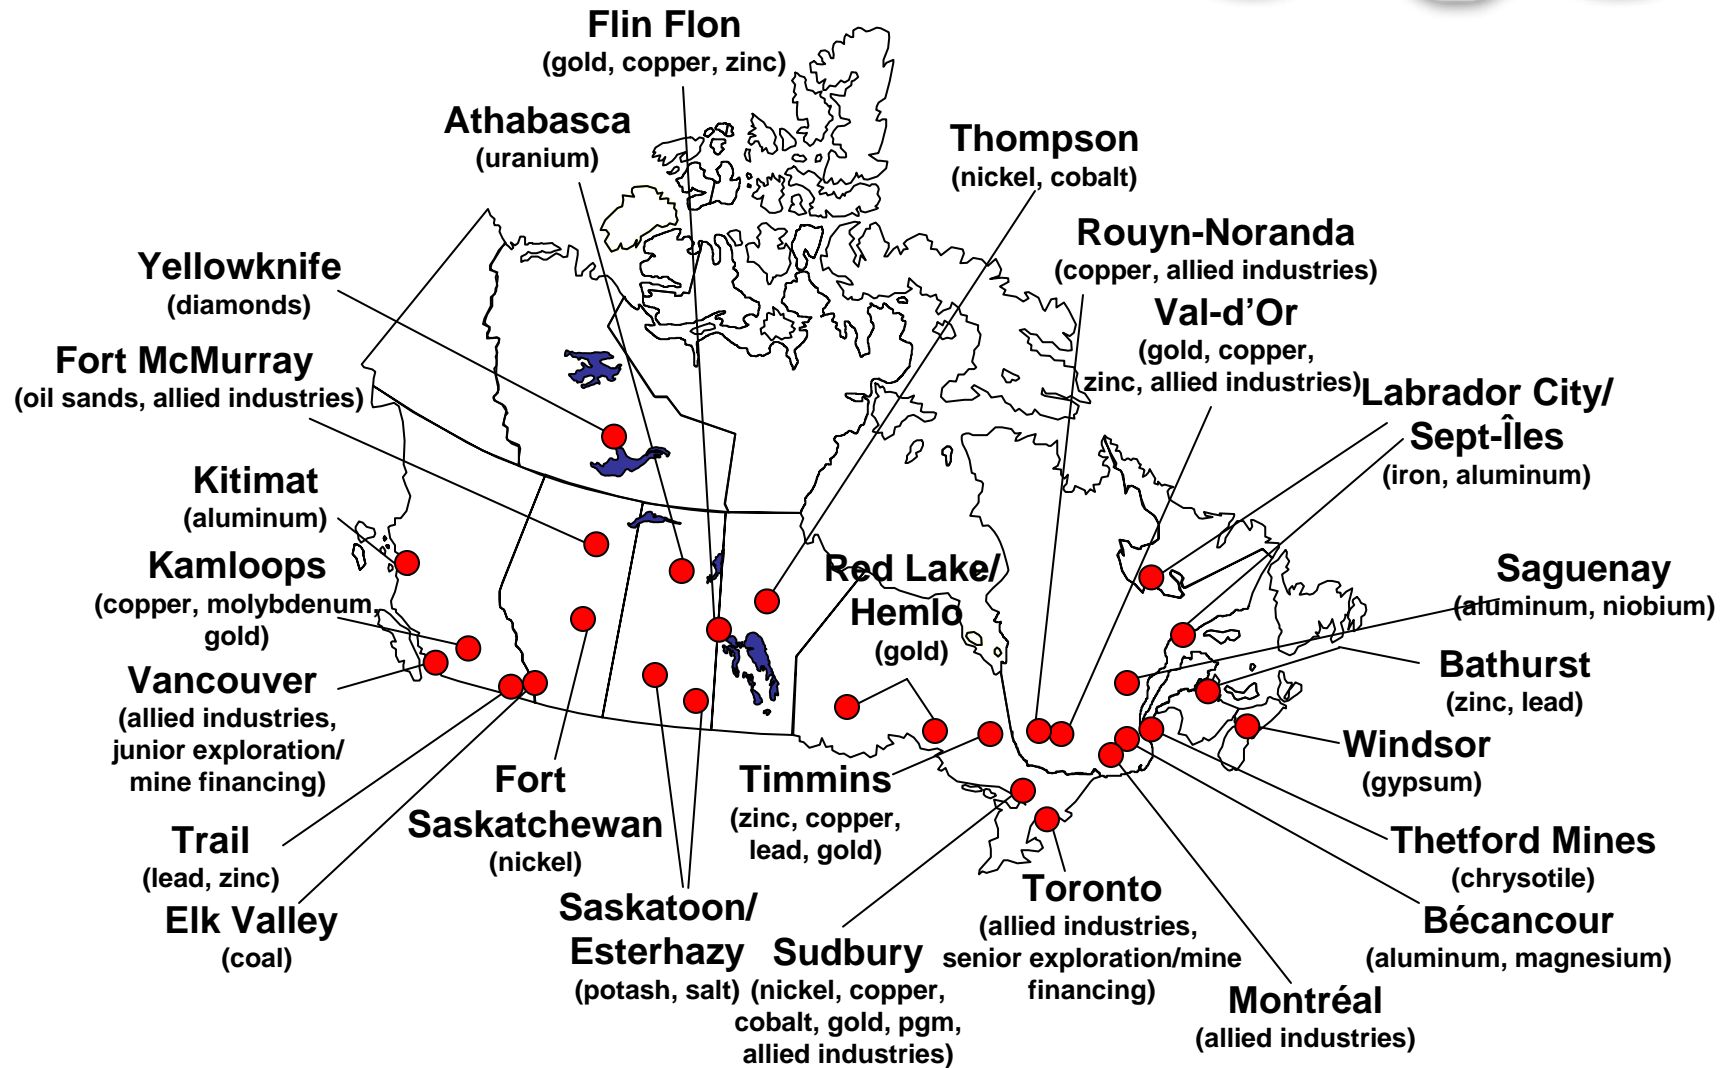 Flin Flon
(gold, copper, zinc)
Athabasca
(uranium)
Thompson
(nickel, cobalt)
Rouyn-Noranda
(copper, allied industries)
Yellowknife
(diamonds)
Val-d’Or
(gold, copper,
zinc, allied industries)
Fort McMurray
(oil sands, allied industries)
Labrador City/
Sept-Îles
(iron, aluminum)
Kitimat
(aluminum)
Kamloops
(copper, molybdenum,
gold)
Red Lake/
Hemlo
(gold)
Saguenay
(aluminum, niobium)
Bathurst
(zinc, lead)
Vancouver
(allied industries,
junior exploration/
mine financing)
Windsor
(gypsum)
Fort
Saskatchewan
(nickel)
Timmins
(zinc, copper,
lead, gold)
Trail
(lead, zinc)
Thetford Mines
(chrysotile)
Elk Valley
(coal)
Saskatoon/
Esterhazy
(potash, salt)
Sudbury
(nickel, copper,
cobalt, gold, pgm,
allied industries)
Toronto
(allied industries,
senior exploration/mine
financing)
Bécancour
(aluminum, magnesium)
Montréal
(allied industries)